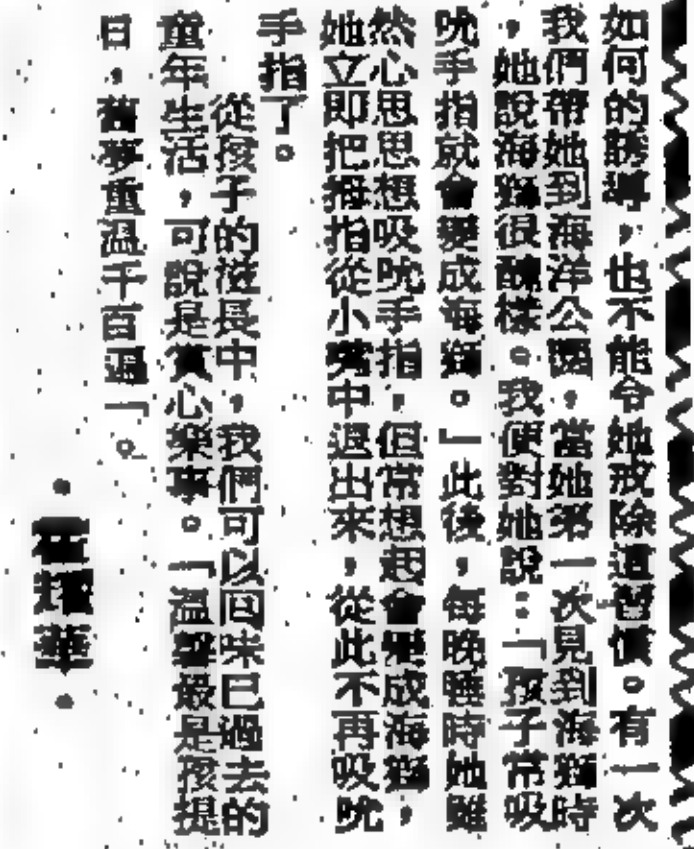 如何的誘導，也不能令她戒除這習慣。有一次
我們帶她到海洋公園，當她第一次見到海獅時
，她說海獅很醜樣。我便對她說：「孩子常吸
吮手指就會變成海獅。」此後，每晚睡時她雖
然心思思想吸吮手指，但常想起會變成海獅，
她立即把拇指從小嘴中退出來，從此不再吸吮
手指了。
從孩子的滋長中，我們可以回味已過去的
童年生活，可說是賞心樂事。「溫馨最是孩提
日，舊夢重溫千百遍「。
•耀華•